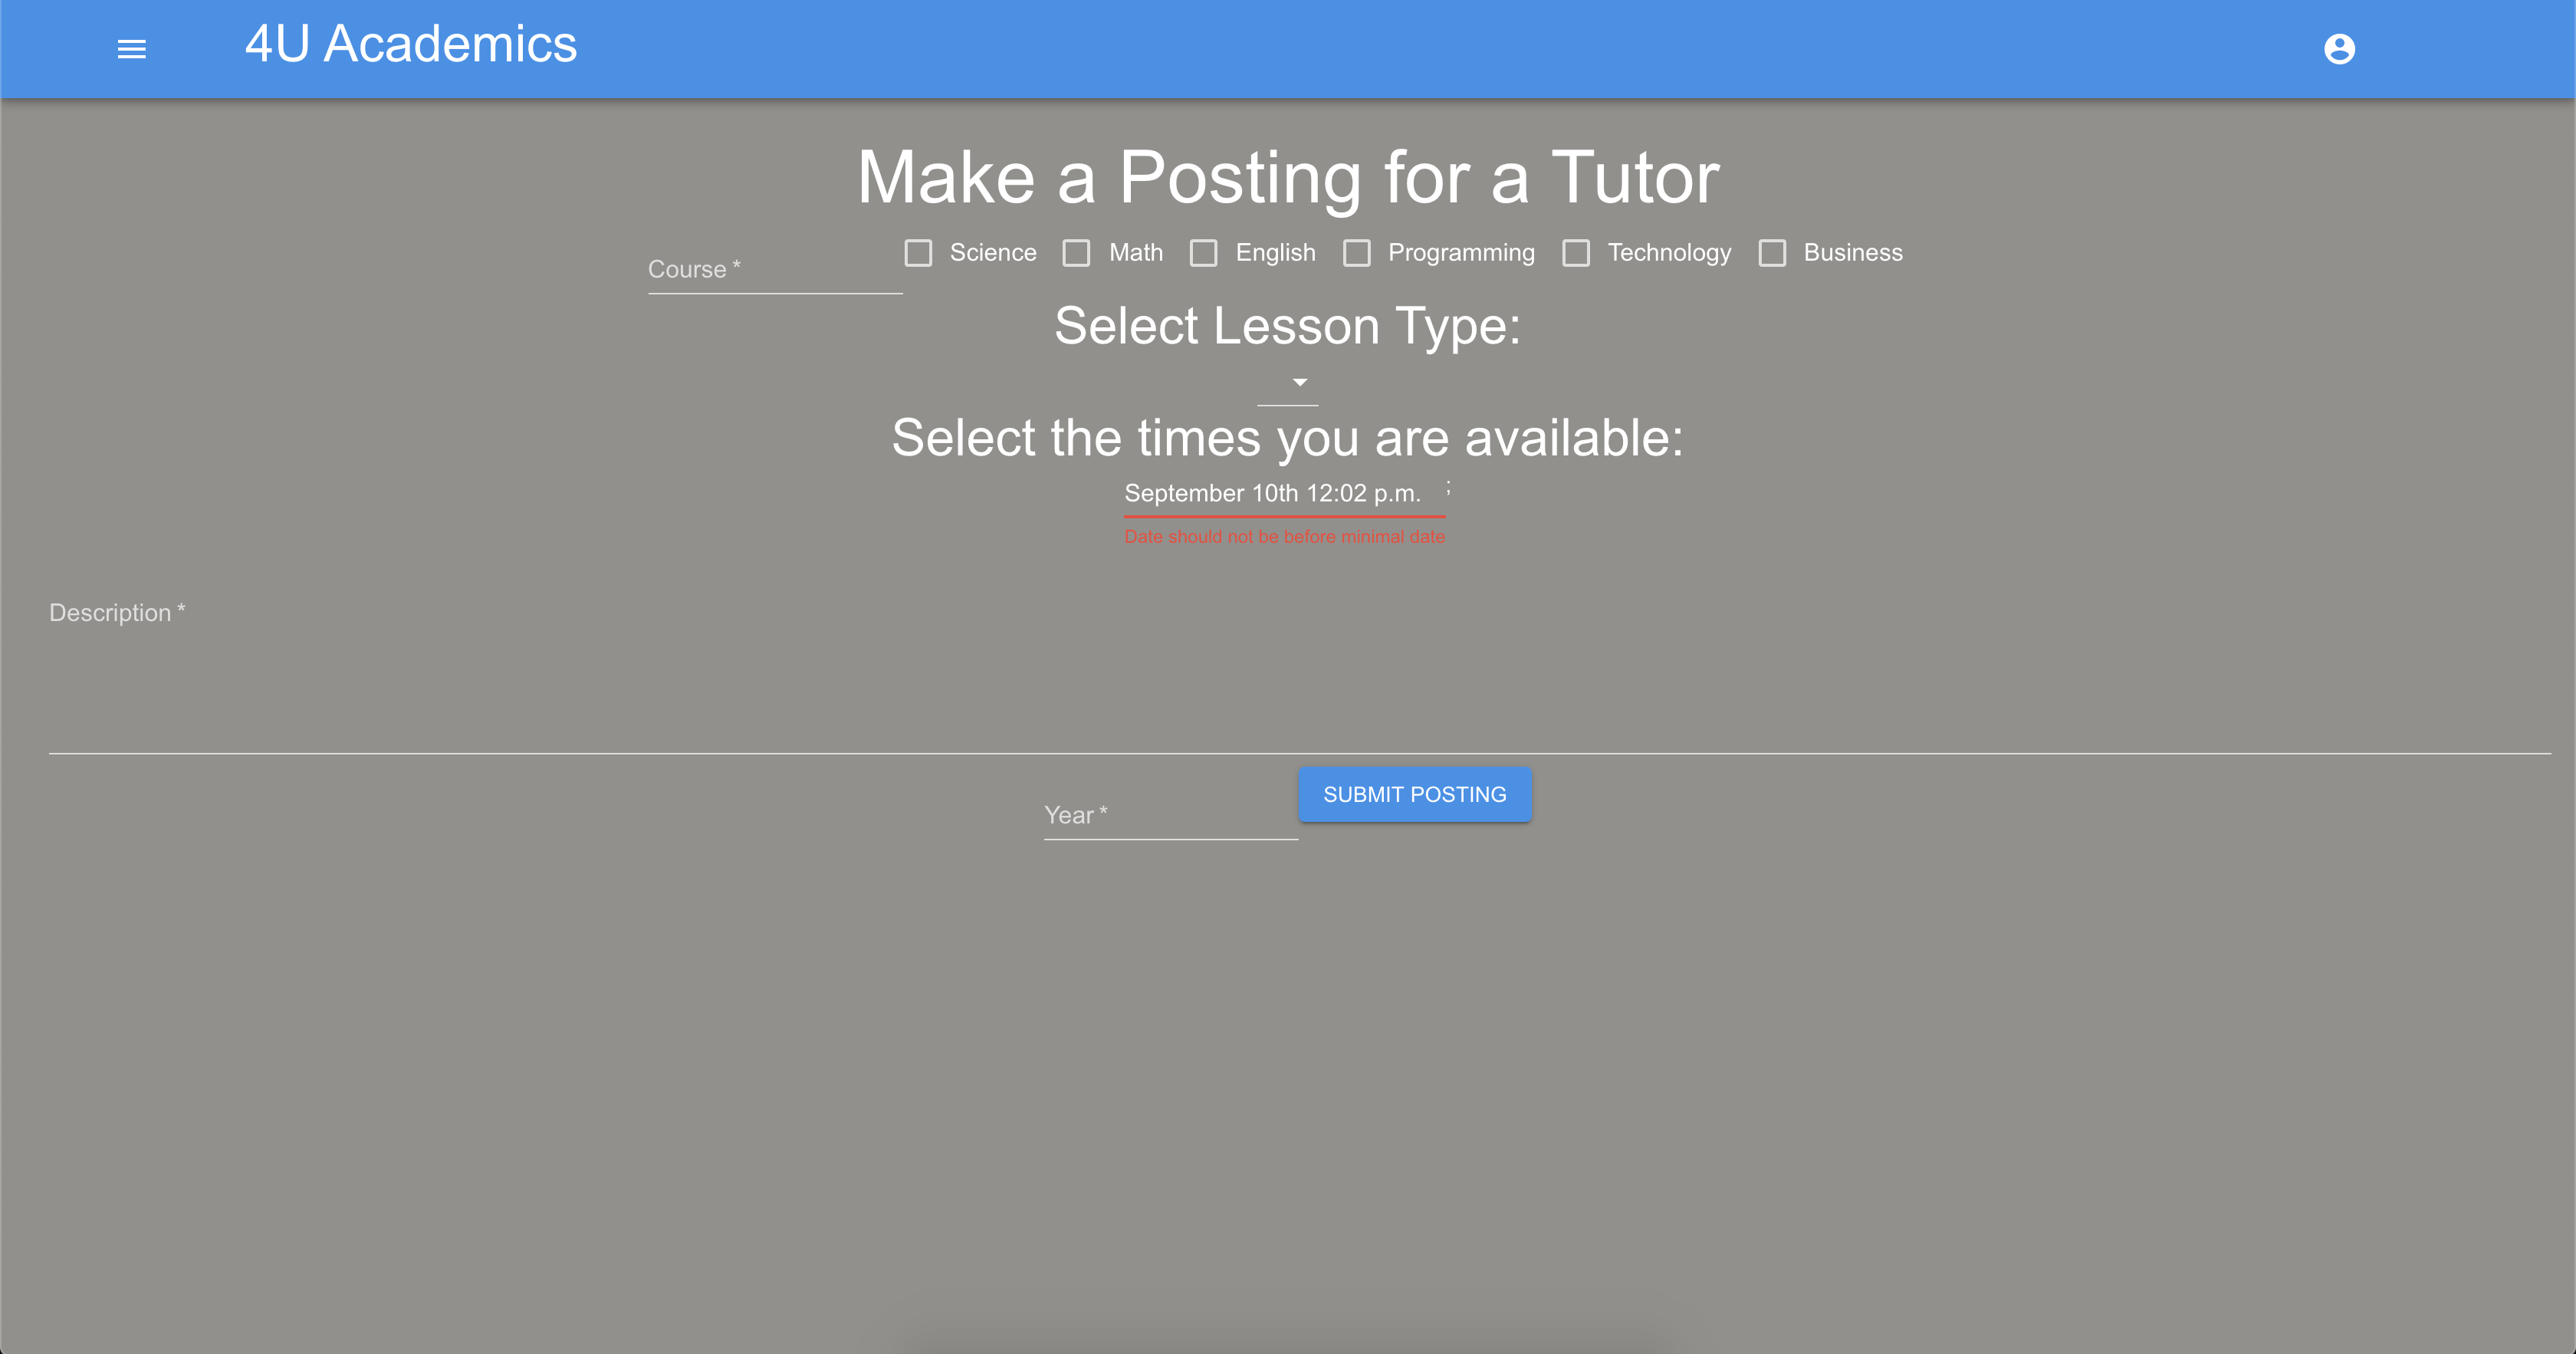 4U Academics
Make a Posting for a Tutor
Course *
Science Math English Programming Technology Business
Select Lesson Type:
Select the times you are available:
September 10th 12:02 p.m. ;
Date should not be before minimal date
Description *
Year *
SUBMIT POSTING